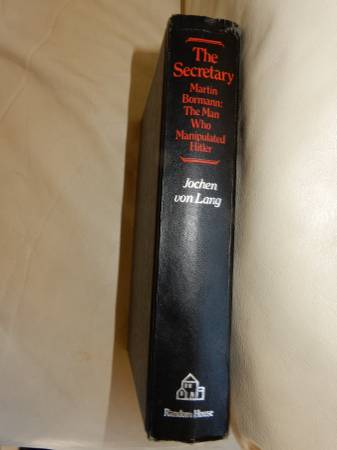 The
Secretary
Martin
Bormann:
The Man
Who
Manipulated
Hitler
Jochen
von Lang
Random House